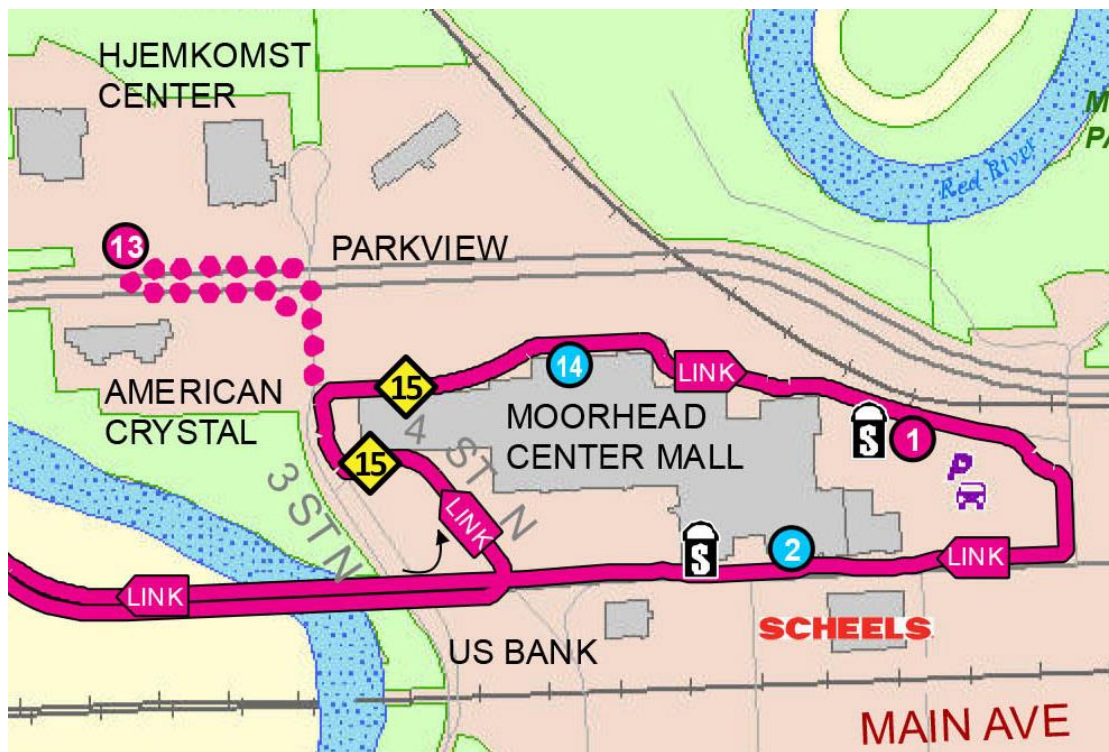 HJEMKOMST
CENTER
M
PA
Red River
13
PARKVIEW
14
15
LINK
AMERICAN
CRYSTAL
MOORHEAD
CENTER MALL
S
1
4 ST N
15
P
3 ST N
LINK
S
2
LINK
LINK
SCHEELS
US BANK
MAIN AVE